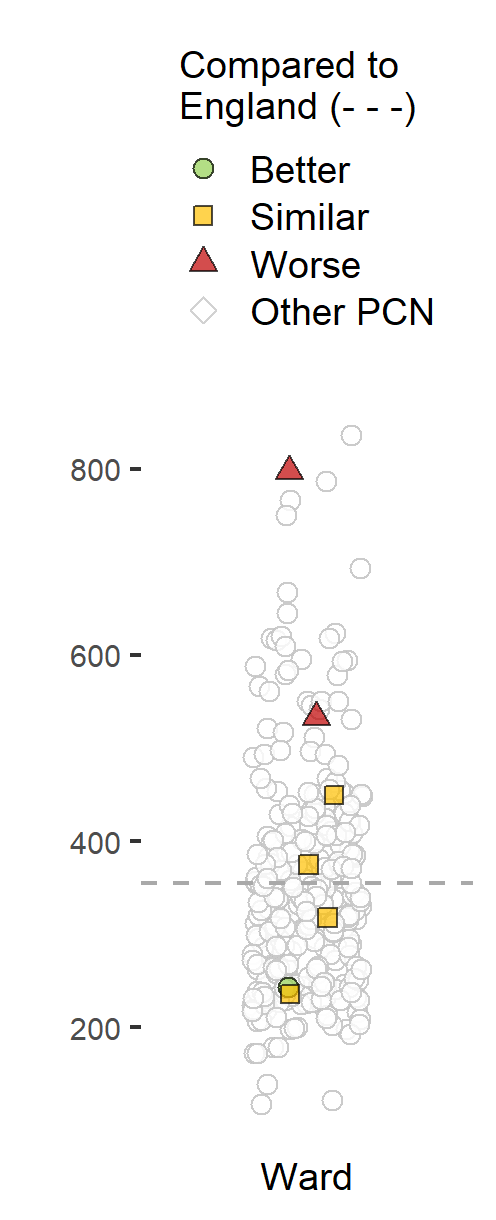 Compared to
England (- - -)
Better
Similar
Worse
Other PCN
800
600
400
200
Ward